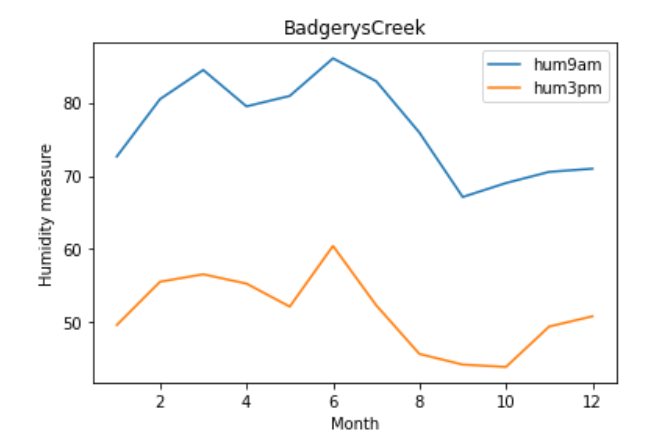 BadgerysCreek
hum9am
hum3pm
Humidity measure
80
70
60
50
2 4 6 8 10 12
Month